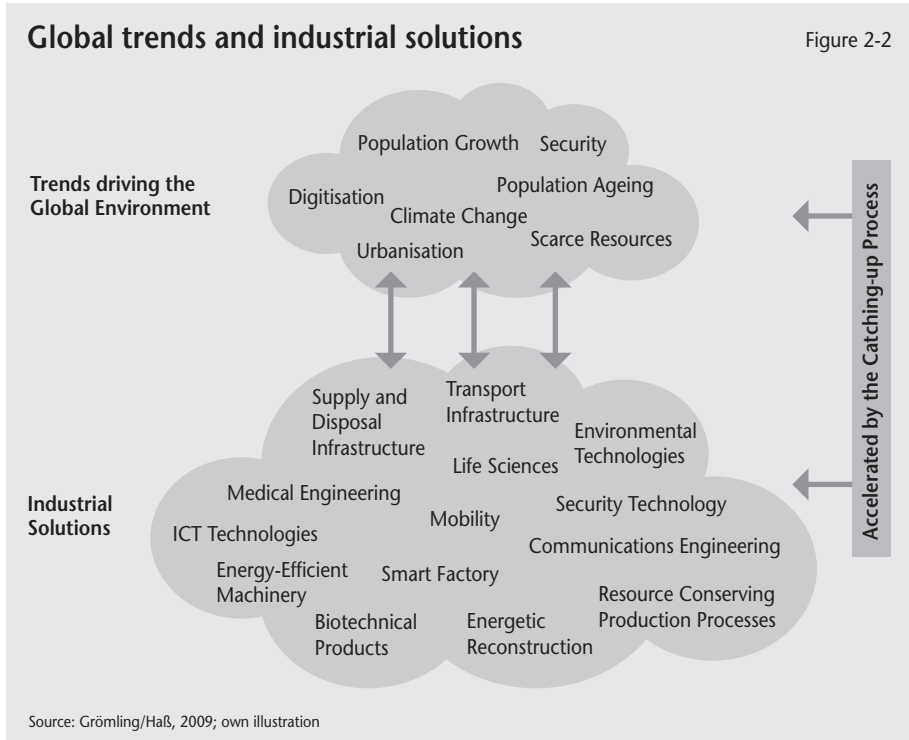 Global trends and industrial solutions
Figure 2-2
Trends driving the
Global Environment
Population Growth
Security
Digitisation
Population Ageing
Climate Change
Urbanisation
Scarce Resources
Accelerated by the Catching-up Process
Industrial
Solutions
Supply and
Disposal
Infrastructure
Transport
Infrastructure
Environmental
Technologies
Life Sciences
Medical Engineering
Security Technology
Mobility
ICT Technologies
Communications Engineering
Energy-Efficient
Machinery
Smart Factory
Resource Conserving
Production Processes
Biotechnical
Products
Energetic
Reconstruction
Source: Grömling/Haß, 2009; own illustration